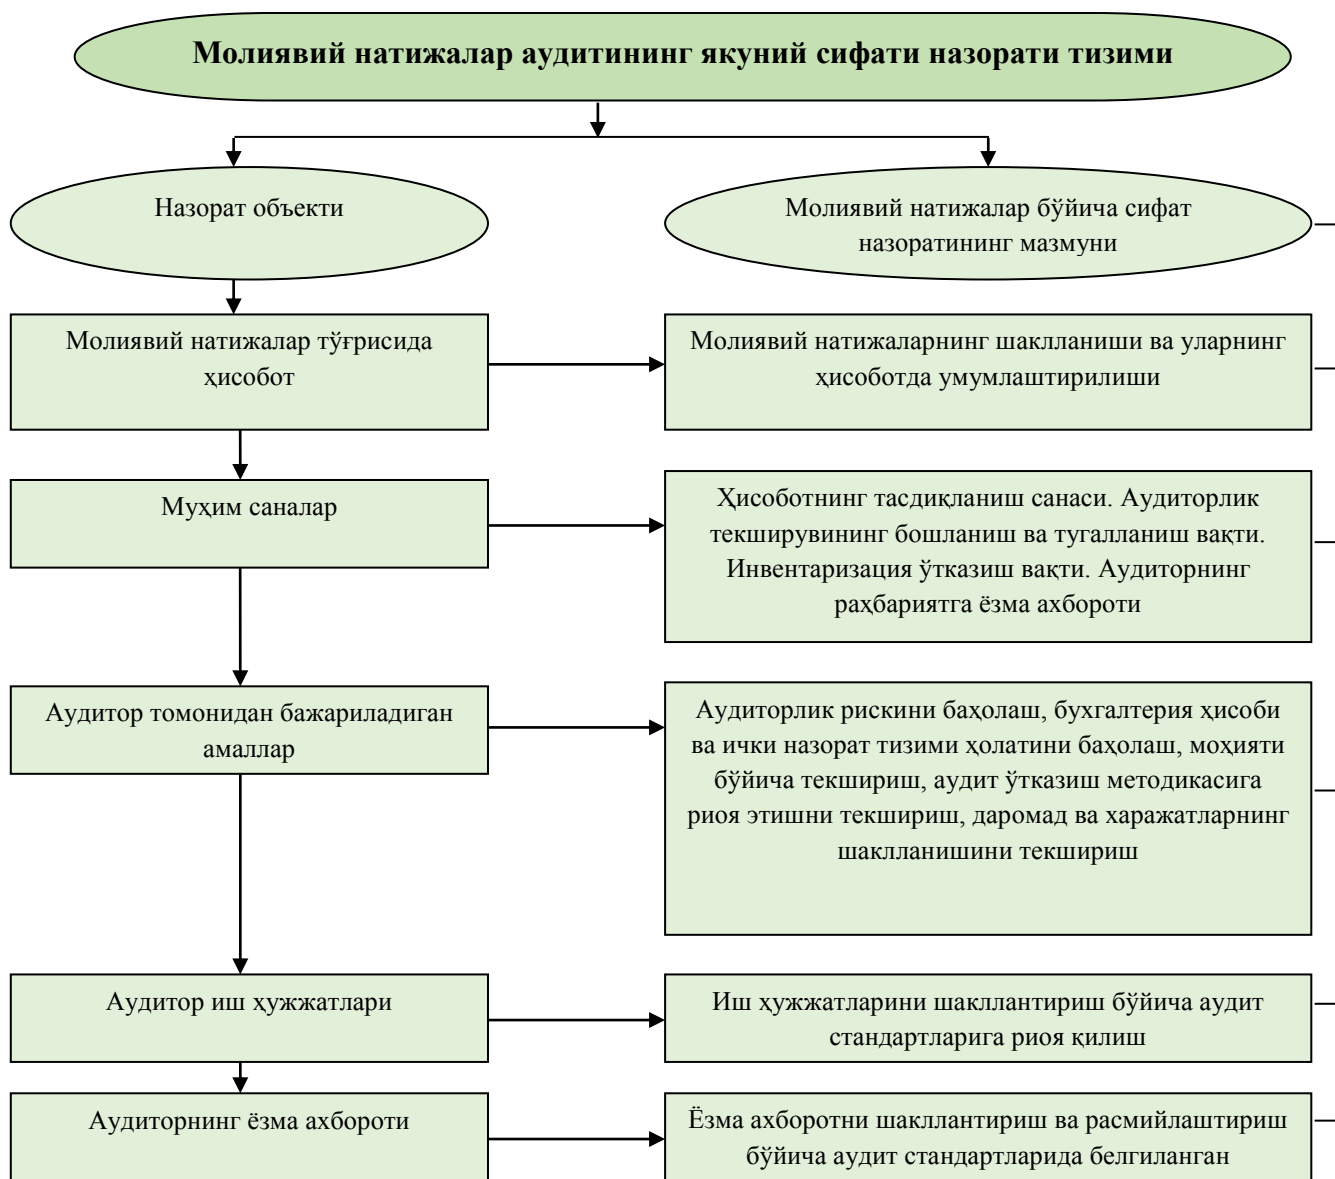 Молиявий натижалар аудитининг якуний сифати назорати тизими
Назорат объекти
Молиявий натижалар бўйича сифат
назоратининг мазмуни
Молиявий натижалар тўғрисида
ҳисобот
Молиявий натижаларнинг шаклланиши ва уларнинг
ҳисоботда умумлаштирилиши
Муҳим саналар
Ҳисоботнинг тасдиқланиш санаси. Аудиторлик
текширувининг бошланиш ва тугалланиш вақти.
Инвентаризация ўтказиш вақти. Аудиторнинг
раҳбариятга ёзма ахбороти
Аудитор томонидан бажариладиган
амаллар
Аудиторлик рискини баҳолаш, бухгалтерия ҳисоби
ва ички назорат тизими ҳолатини баҳолаш, моҳияти
бўйича текшириш, аудит ўтказиш методикасига
риоя этишни текшириш, даромад ва харажатларнинг
шаклланишини текшириш
Аудитор иш ҳужжатлари
Иш ҳужжатларини шакллантириш бўйича аудит
стандартларига риоя қилиш
Аудиторнинг ёзма ахбороти
Ёзма ахборотни шакллантириш ва расмийлаштириш
бўйича аудит стандартларида белгиланган